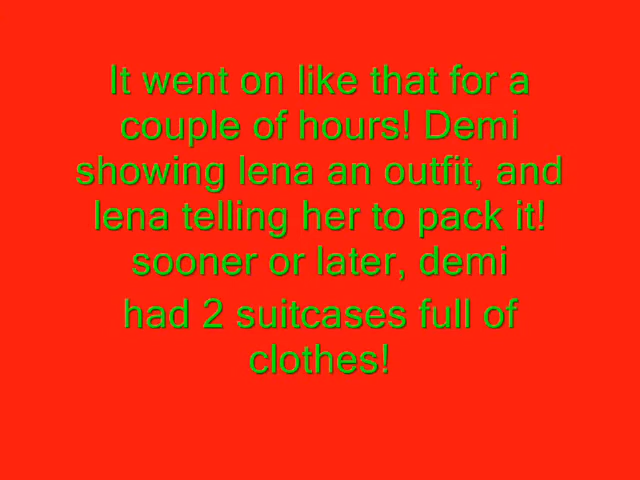 It went on like that for a
couple of hours! Demi
showing lena an outfit, and
lena telling her to pack it!
sooner or later, demi
had 2 suitcases full of
clothes!